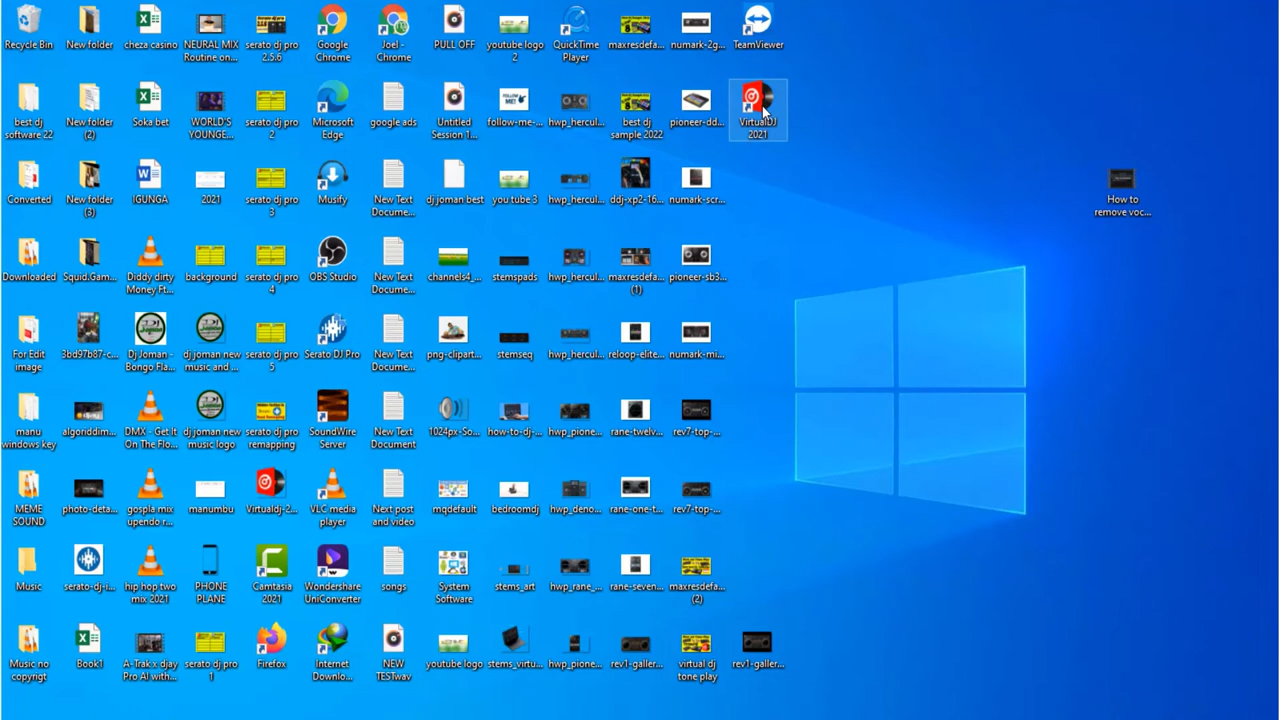 Recycle Bin
New folder
cheza casino
NEURAL MIX
Routine on...
serato dj pro
2.5.6
Google
Chrome
Joel -
Chrome
PULL OFF
youtube logo
2
QuickTime
Player
maxresdefa...
numark-2g...
TeamViewer
best dj
software 22
New folder
(2)
Soka bet
WORLD'S
YOUNGE...
serato dj pro
2
Microsoft
Edge
google ads
Untitled
Session 1...
follow-me-...
hwp_hercul...
best dj
sample 2022
pioneer-dd...
VirtualDJ
2021
Converted
New folder
(3)
IGUNGA
2021
serato dj pro
3
Musify
New Text
Docume...
dj joman best
you tube 3
hwp_hercul...
ddj-xp2-16...
numark-scr...
How to
remove voc...
Downloaded
Squid.Gam...
Diddy dirty
Money Ft...
background
serato dj pro
4
OBS Studio
New Text
Docume...
channels4_...
stemspads
hwp_hercul...
maxresdefa...
(1)
pioneer-sb3...
For Edit
image
3bd97b87-c...
Dj Joman -
Bongo Fla...
dj joman new
music and ...
serato dj pro
5
Serato DJ Pro
New Text
Docume...
png-clipart...
stemseq
hwp_hercul...
reloop-elite...
numark-mi...
manu
windows key
algoriddim...
DMX - Get It
On The Flo...
dj joman new
music logo
serato dj pro
remapping
SoundWire
Server
New Text
Document
1024px-So...
how-to-dj-...
hwp_pione...
rane-twelv...
rev7-top-...
MEME
SOUND
photo-deta...
gospla mix
upendo r...
manumbu
Virtualdj-2...
VLC media
player
Next post
and video
mqdefault
bedroomdj
hwp_deno...
rane-one-t...
rev7-top-...
Music
serato-dj-i...
hip hop two
mix 2021
PHONE
PLANE
Camtasia
2021
Wondershare
UniConverter
songs
System
Software
stems_art
hwp_rane_...
rane-seven...
maxresdefa...
(2)
Music no
copyrigt
Book1
A-Trak x djay
Pro AI with...
serato dj pro
1
Firefox
Internet
Downlo...
NEW
TESTwav
youtube logo
stems_virtu...
hwp_pione...
rev1-galler...
virtual dj
tone play
rev1-galler...